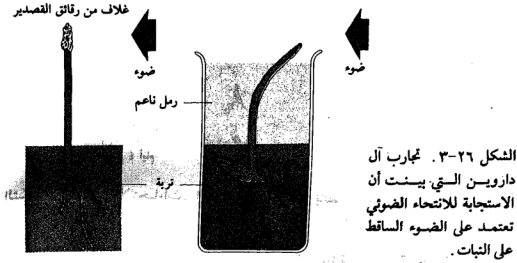 غلاف من رقائق القصدير
ضوء
ضوء
رمل ناعم
تربة
الشكل ٢٦-٣. تجارب آل
داروين التي بينت أن
الاستجابة للانتحاء الضوئي
تعتمد على الضوء الساقط
على النبات.